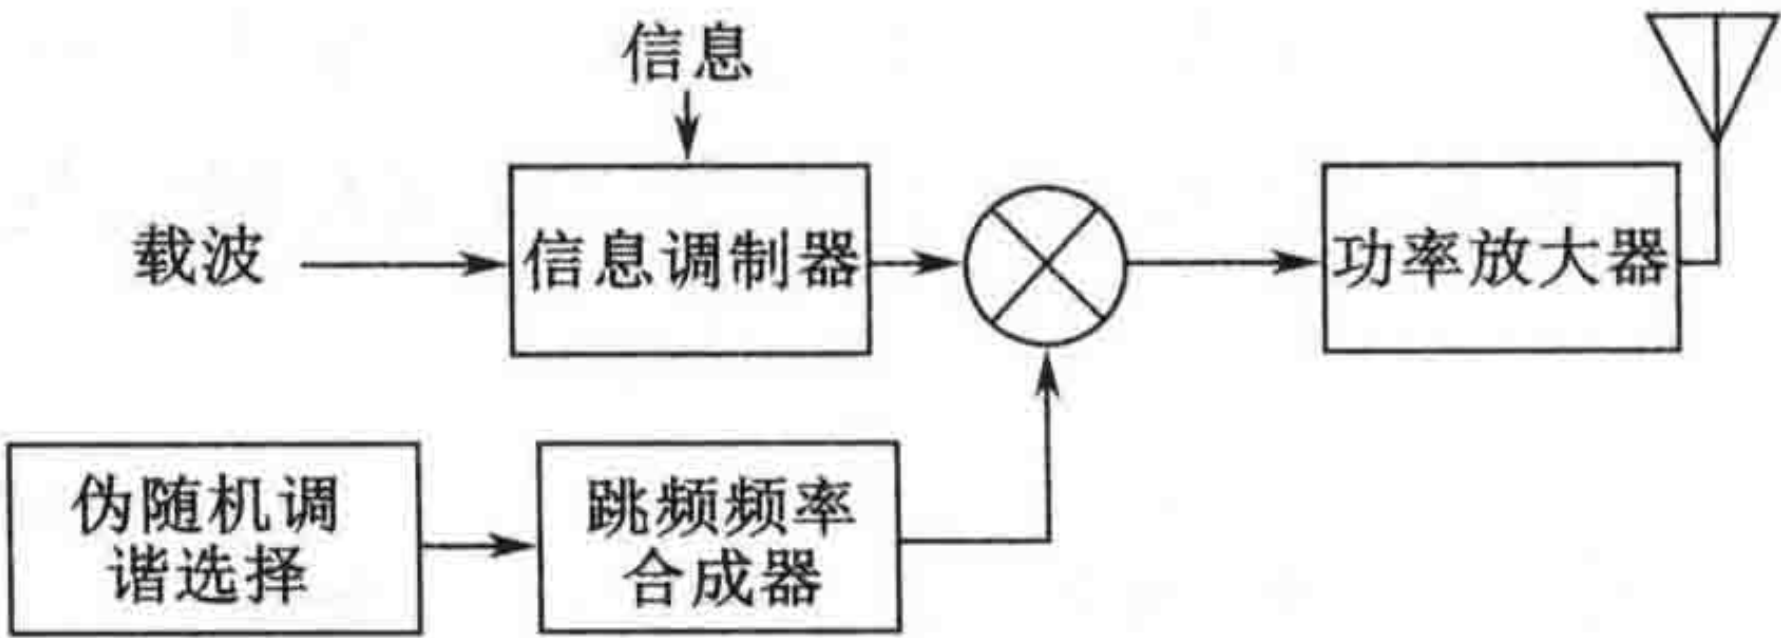 信息
载波
信息调制器
功率放大器
伪随机调
谐选择
跳频频率
合成器